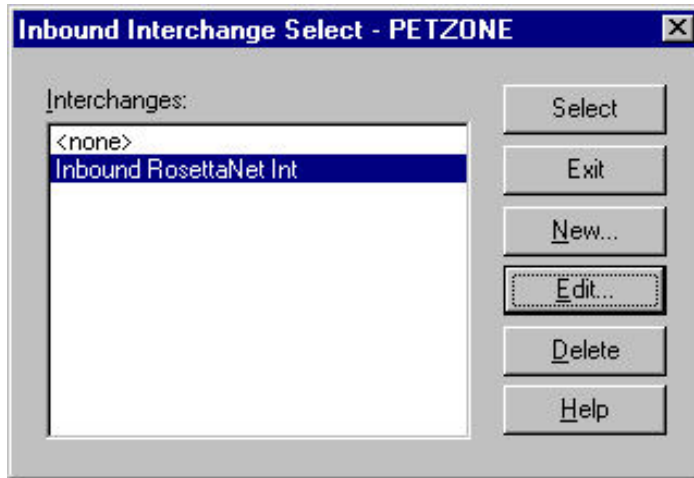 Inbound Interchange Select - PETZONE
Interchanges:
<none>
Inbound RosettaNet Int
Select
Exit
New...
Edit...
Delete
Help